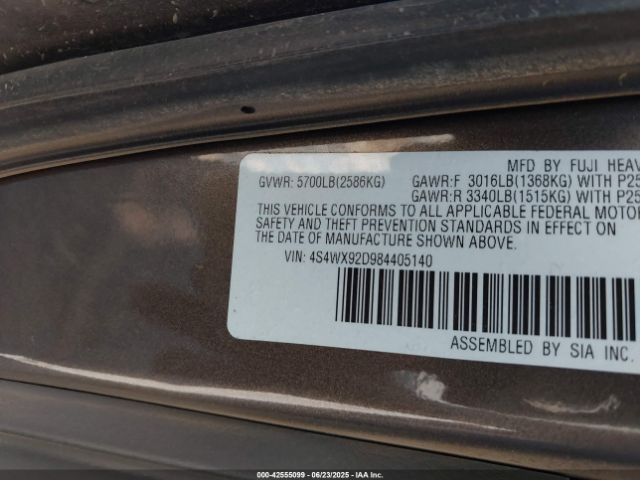 MFD BY FUJI HEAV
GVWR: 5700LB(2586KG) GAWR:F 3016LB(1368KG) WITH P25
GAWR:R 3340LB(1515KG) WITH P25
THIS VEHICLE CONFORMS TO ALL APPLICABLE FEDERAL MOTOR
SAFETY AND THEFT PREVENTION STANDARDS IN EFFECT ON
THE DATE OF MANUFACTURE SHOWN ABOVE.
VIN: 4S4WX92D984405140
ASSEMBLED BY SIA INC.
000-42555099 06/23/2025 - IAA Inc.